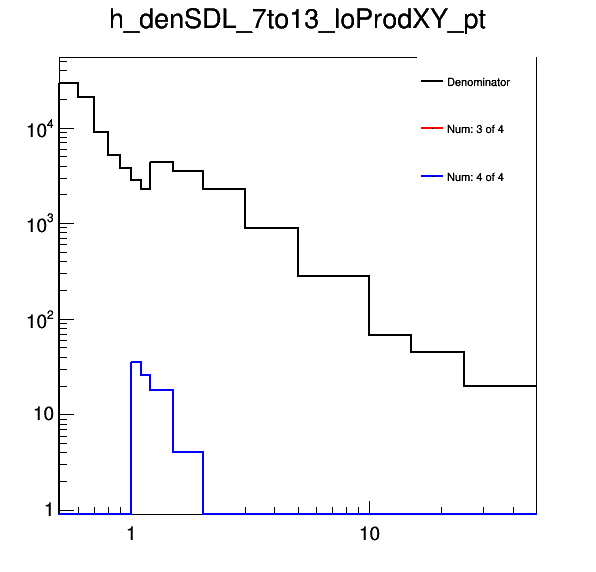 h_denSDL_7to13_loProdXY_pt
Denominator
Num: 3 of 4
Num: 4 of 4
10^4
10^3
10^2
10
1
1 10